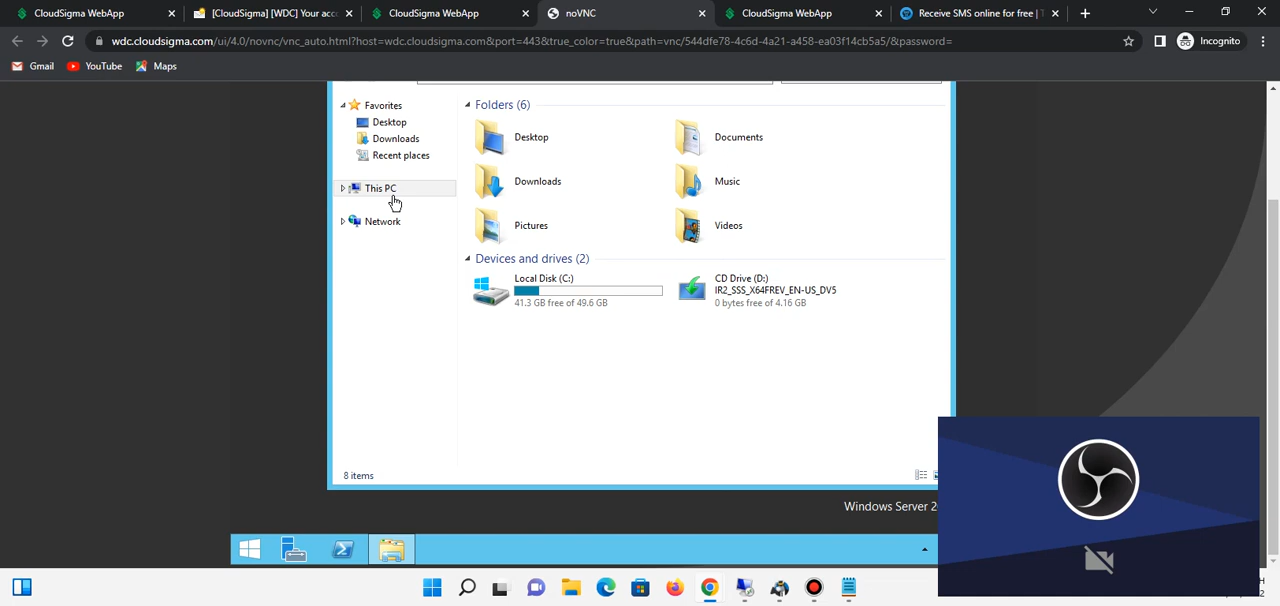 CloudSigma WebApp
[CloudSigma] [WDC] Your acc
CloudSigma WebApp
noVNC
CloudSigma WebApp
Receive SMS online for free | T
wdc.cloudsigma.com/ui/4.0/novnc/vnc_auto.html?host=wdc.cloudsigma.com&port=443&true_color=true&path=vnc/544dfe78-4c6d-4a21-a458-ea03f14cb5a5/&password=
Incognito
Gmail
YouTube
Maps
Favorites
Desktop
Downloads
Recent places
This PC
Network
Folders (6)
Desktop
Documents
Downloads
Music
Pictures
Videos
Devices and drives (2)
Local Disk (C:)
41.3 GB free of 49.6 GB
CD Drive (D:)
IR2_SSS_X64FREV_EN-US_DV5
0 bytes free of 4.16 GB
8 items
Windows Server 2